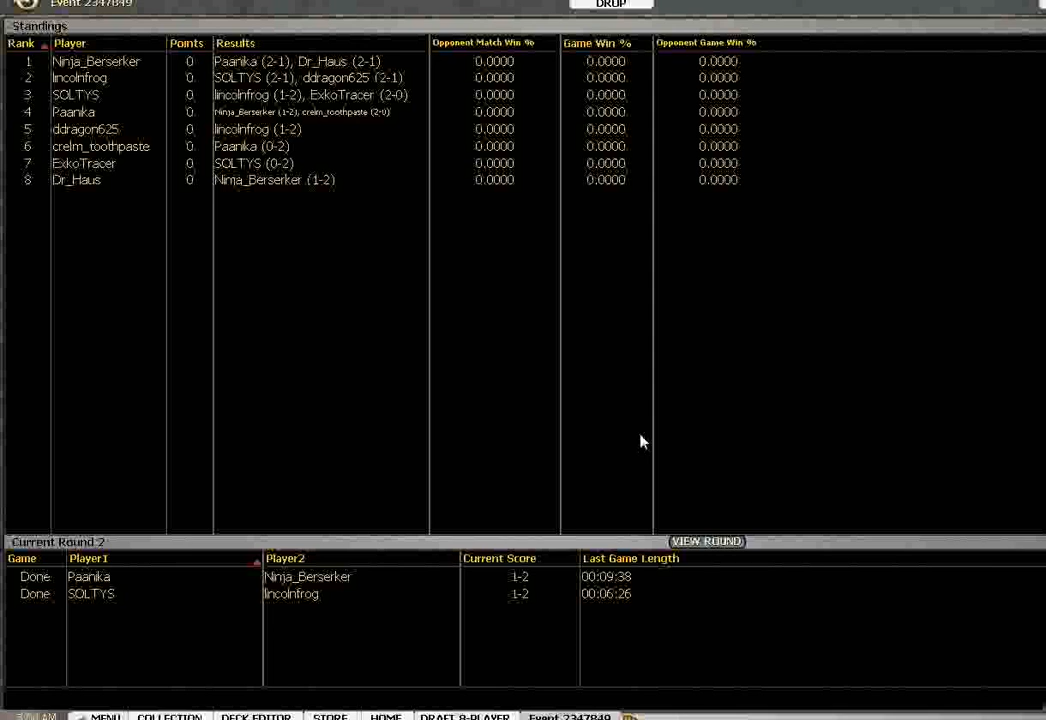 Event 2347849 DROP
Standings
Rank Player Points Results Opponent Match Win % Game Win % Opponent Game Win %
1 Ninja_Berserker 0 Paanika (2-1), Dr_Haus (2-1) 0.0000 0.0000 0.0000
2 lincolnfrog 0 SOLTYS (2-1), ddragon625 (2-1) 0.0000 0.0000 0.0000
3 SOLTYS 0 lincolnfrog (1-2), ExkoTracer (2-0) 0.0000 0.0000 0.0000
4 Paanika 0 Ninja_Berserker (1-2), crelm_toothpaste (2-0) 0.0000 0.0000 0.0000
5 ddragon625 0 lincolnfrog (1-2) 0.0000 0.0000 0.0000
6 crelm_toothpaste 0 Paanika (0-2) 0.0000 0.0000 0.0000
7 ExkoTracer 0 SOLTYS (0-2) 0.0000 0.0000 0.0000
8 Dr_Haus 0 Ninja_Berserker (1-2) 0.0000 0.0000 0.0000
Current Round 2 VIEW ROUND
Game Player1 Player2 Current Score Last Game Length
Done Paanika Ninja_Berserker 1-2 00:09:38
Done SOLTYS lincolnfrog 1-2 00:06:26
MENU COLLECTION DECK EDITOR STORE HOME DRAFT 8-PLAYER Event 2347849